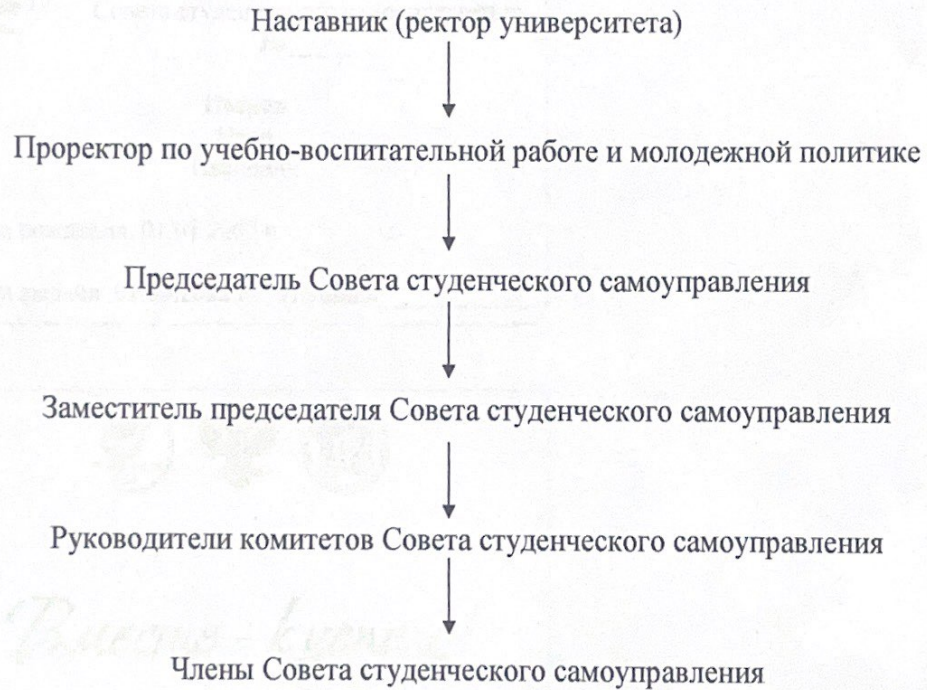 Наставник (ректор университета)
Проректор по учебно-воспитательной работе и молодежной политике
Председатель Совета студенческого самоуправления
Заместитель председателя Совета студенческого самоуправления
Руководители комитетов Совета студенческого самоуправления
Члены Совета студенческого самоуправления